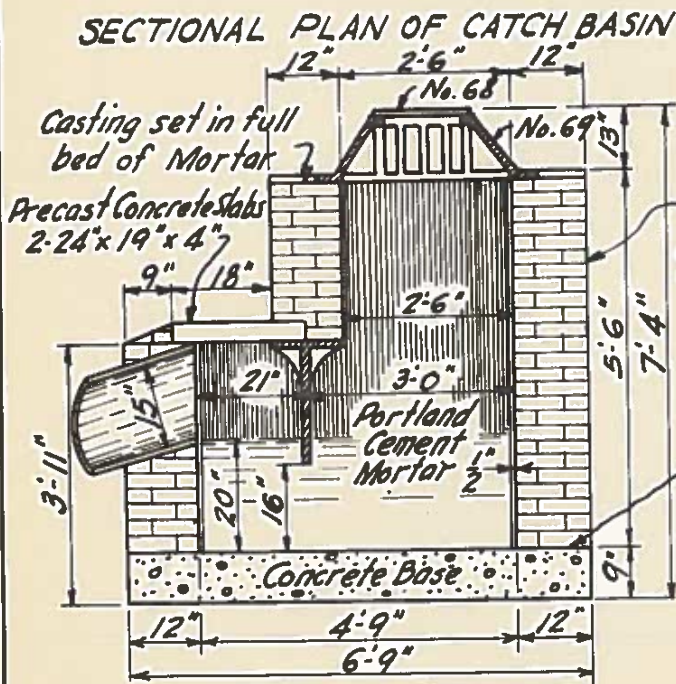 SECTIONAL PLAN OF CATCH BASIN
12" 2'-6" 12"
No. 68
Casting set in full
bed of Mortar
No. 69
13"
Precast Concrete Slabs
2-24" x 19" x 4"
9" 18"
2'-6"
5'-6"
7'-4"
21" 3'-0"
15"
Portland
Cement
Mortar 1/2"
3'-11"
20"
16"
9"
Concrete Base
12" 4'-9" 12"
6'-9"